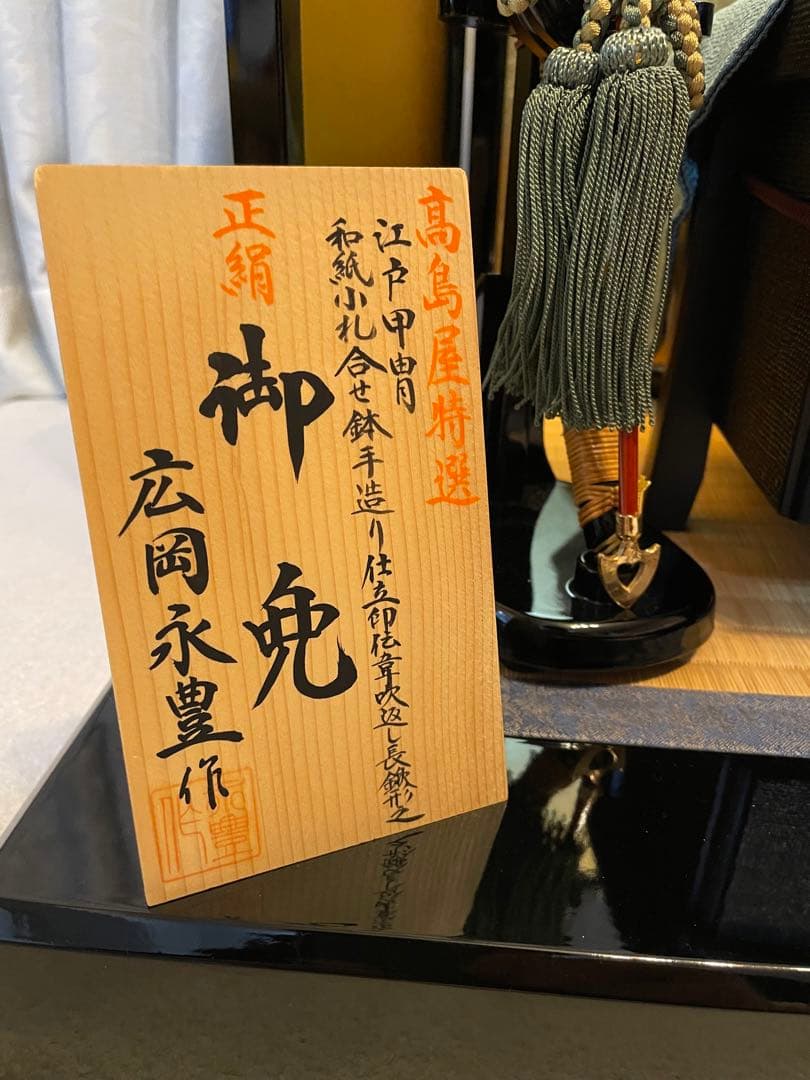 高島屋特選
江戸甲冑
和紙小札合せ鉢手造り仕立印伝韋吹返し長鍬形之
正絹
御免
広岡永豊作